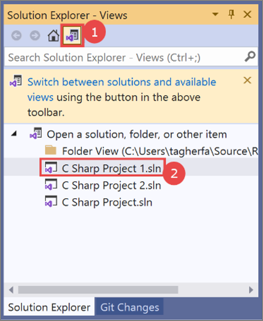 Solution Explorer - Views
1
Search Solution Explorer - Views (Ctrl+;)
Switch between solutions and available
views using the button in the above
toolbar.
Open a solution, folder, or other item
Folder View (C:\Users\tagherfa\Source\R
C Sharp Project 1.sln
2
C Sharp Project 2.sln
C Sharp Project.sln
Solution Explorer
Git Changes